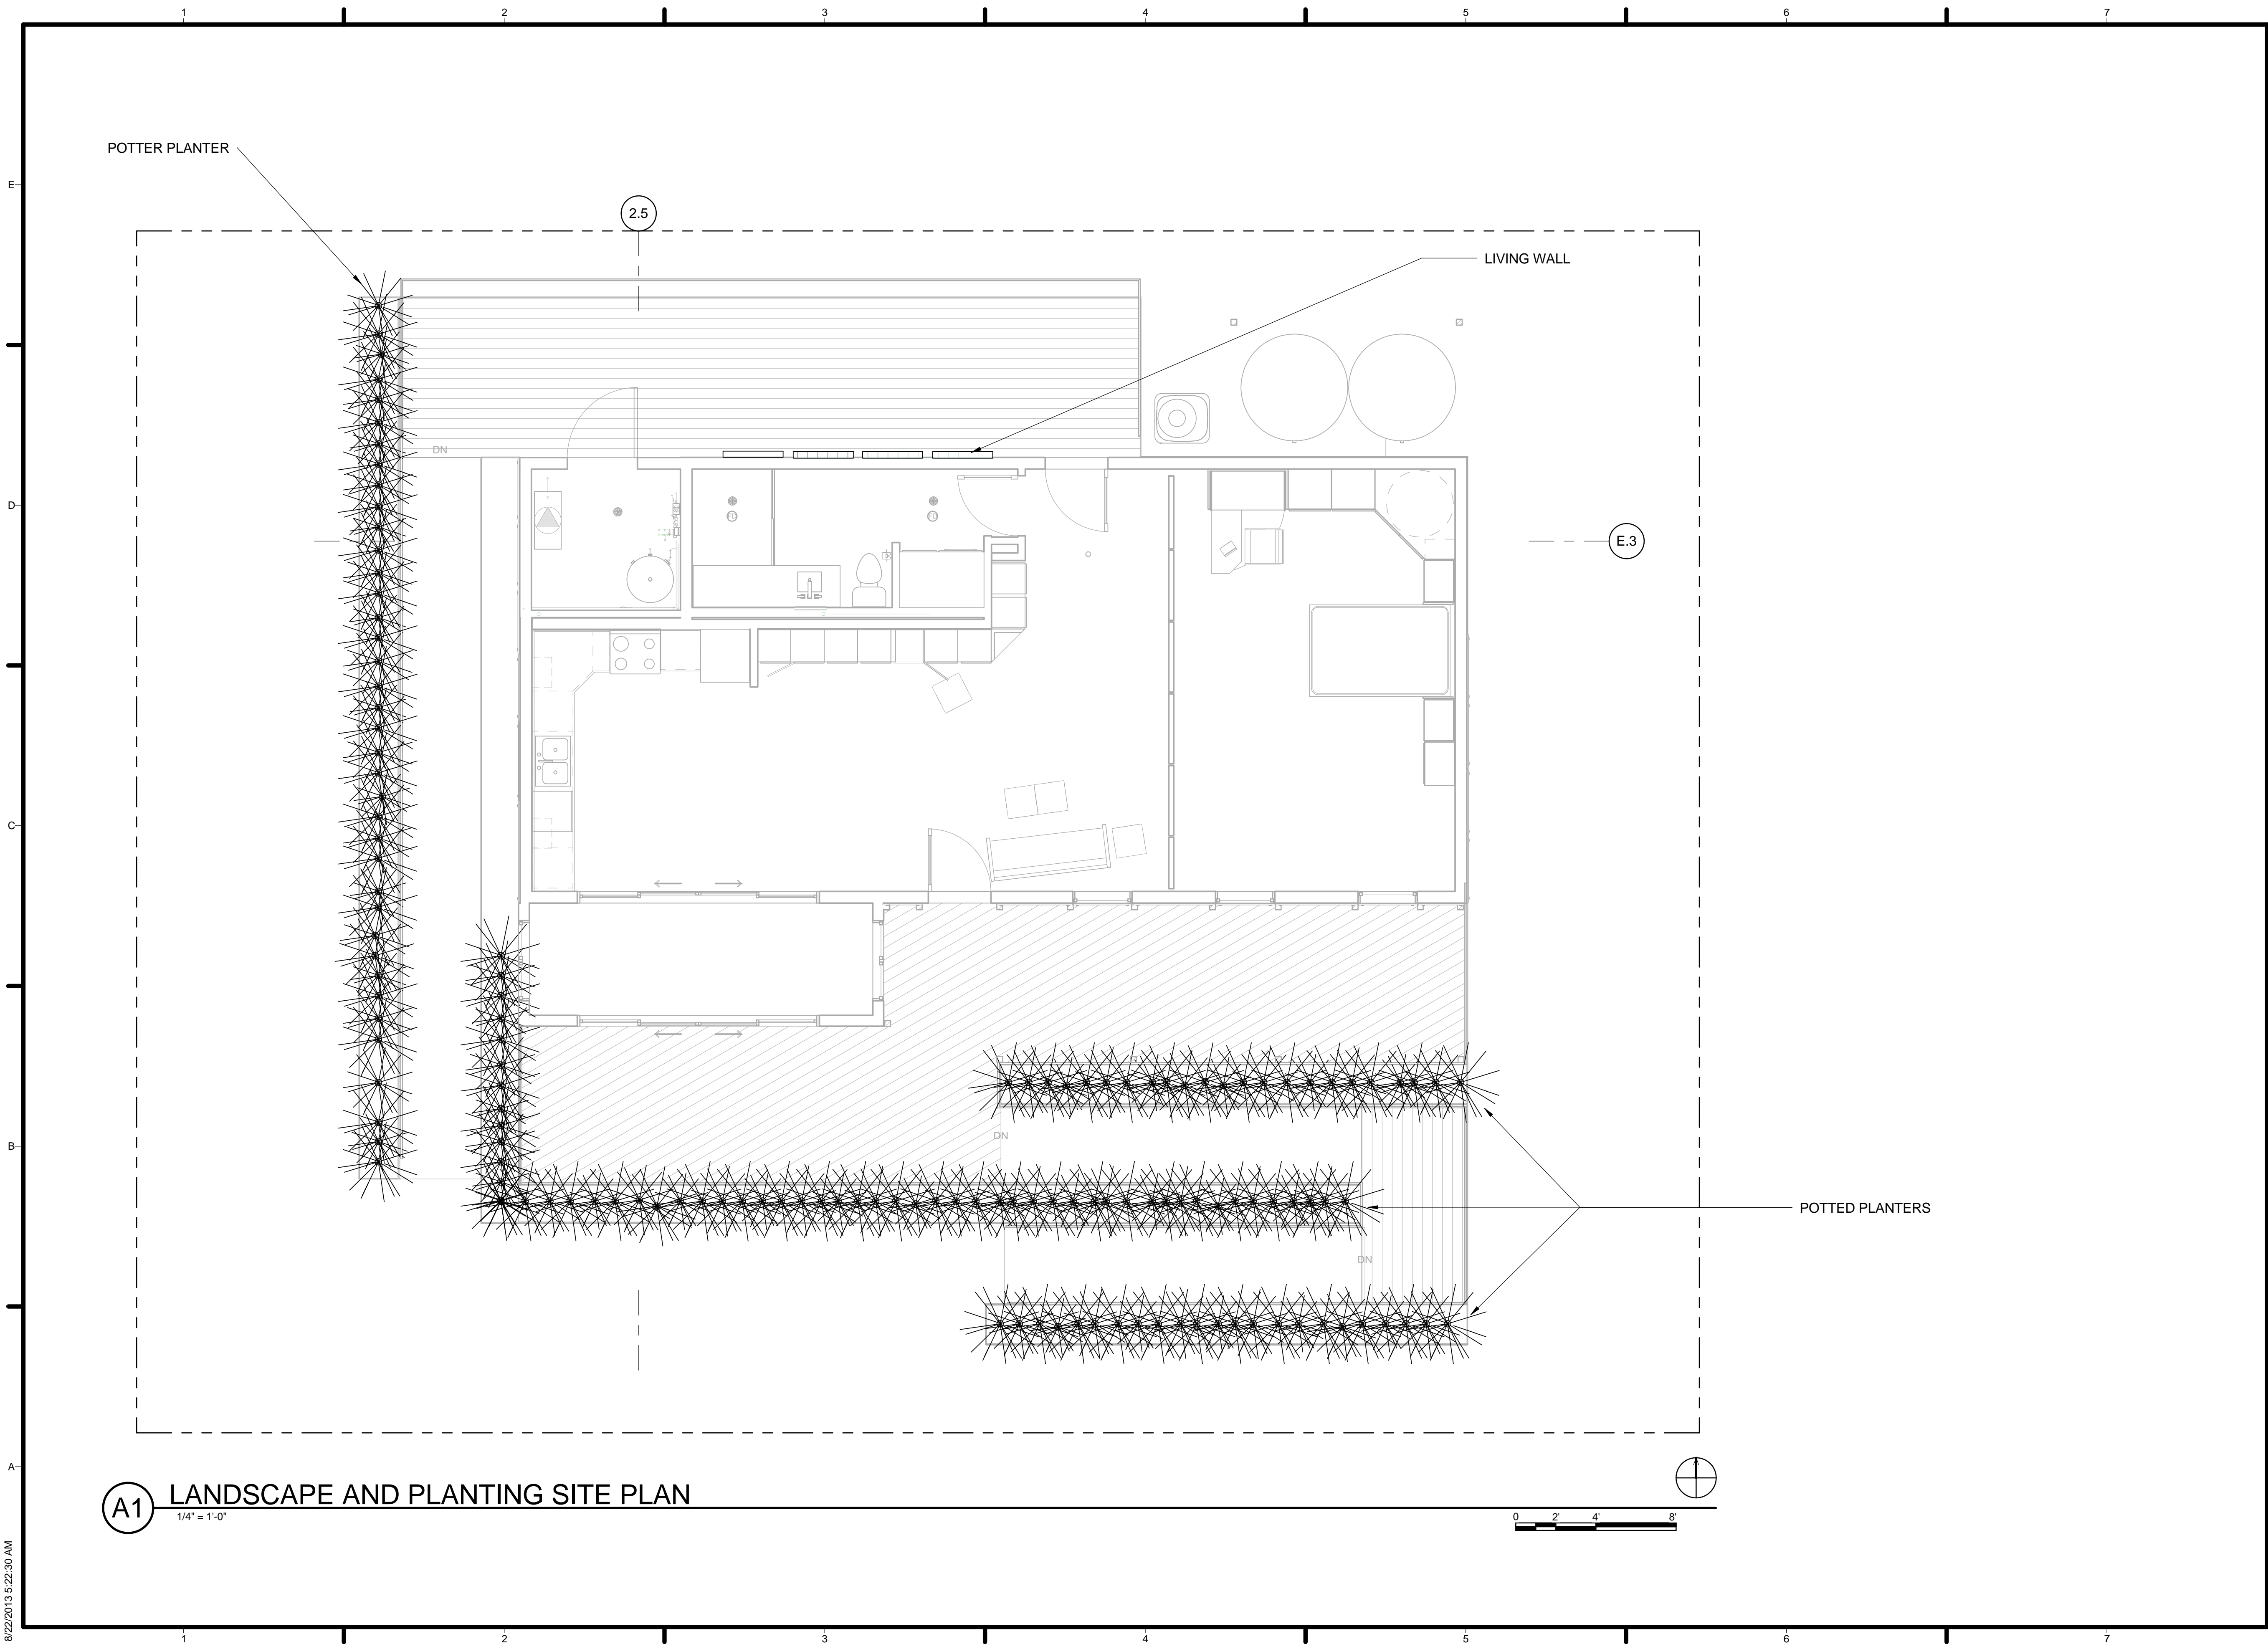 1 2 3 4 5 6 7
POTTER PLANTER
E
2.5
LIVING WALL
DN
D
FD FD
E.3
C
B
DN
POTTED PLANTERS
DN
A
A1 LANDSCAPE AND PLANTING SITE PLAN
1/4" = 1'-0"
0 2' 4' 8'
8/22/2013 5:22:30 AM
1 2 3 4 5 6 7